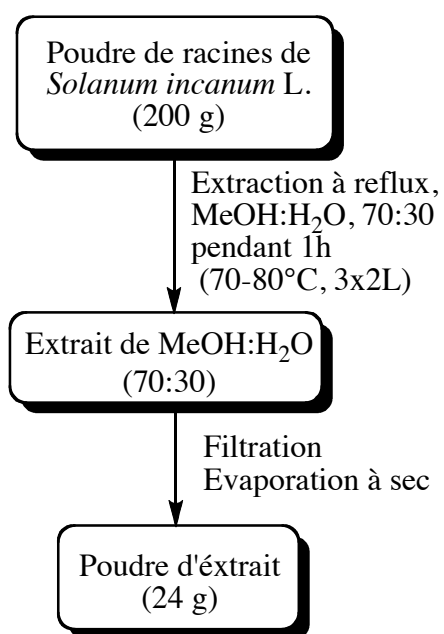 Poudre de racines de
Solanum incanum L.
(200 g)
Extraction à reflux,
MeOH:H₂O, 70:30
pendant 1h
(70-80°C, 3x2L)
Extrait de MeOH:H₂O
(70:30)
Filtration
Evaporation à sec
Poudre d'éxtrait
(24 g)